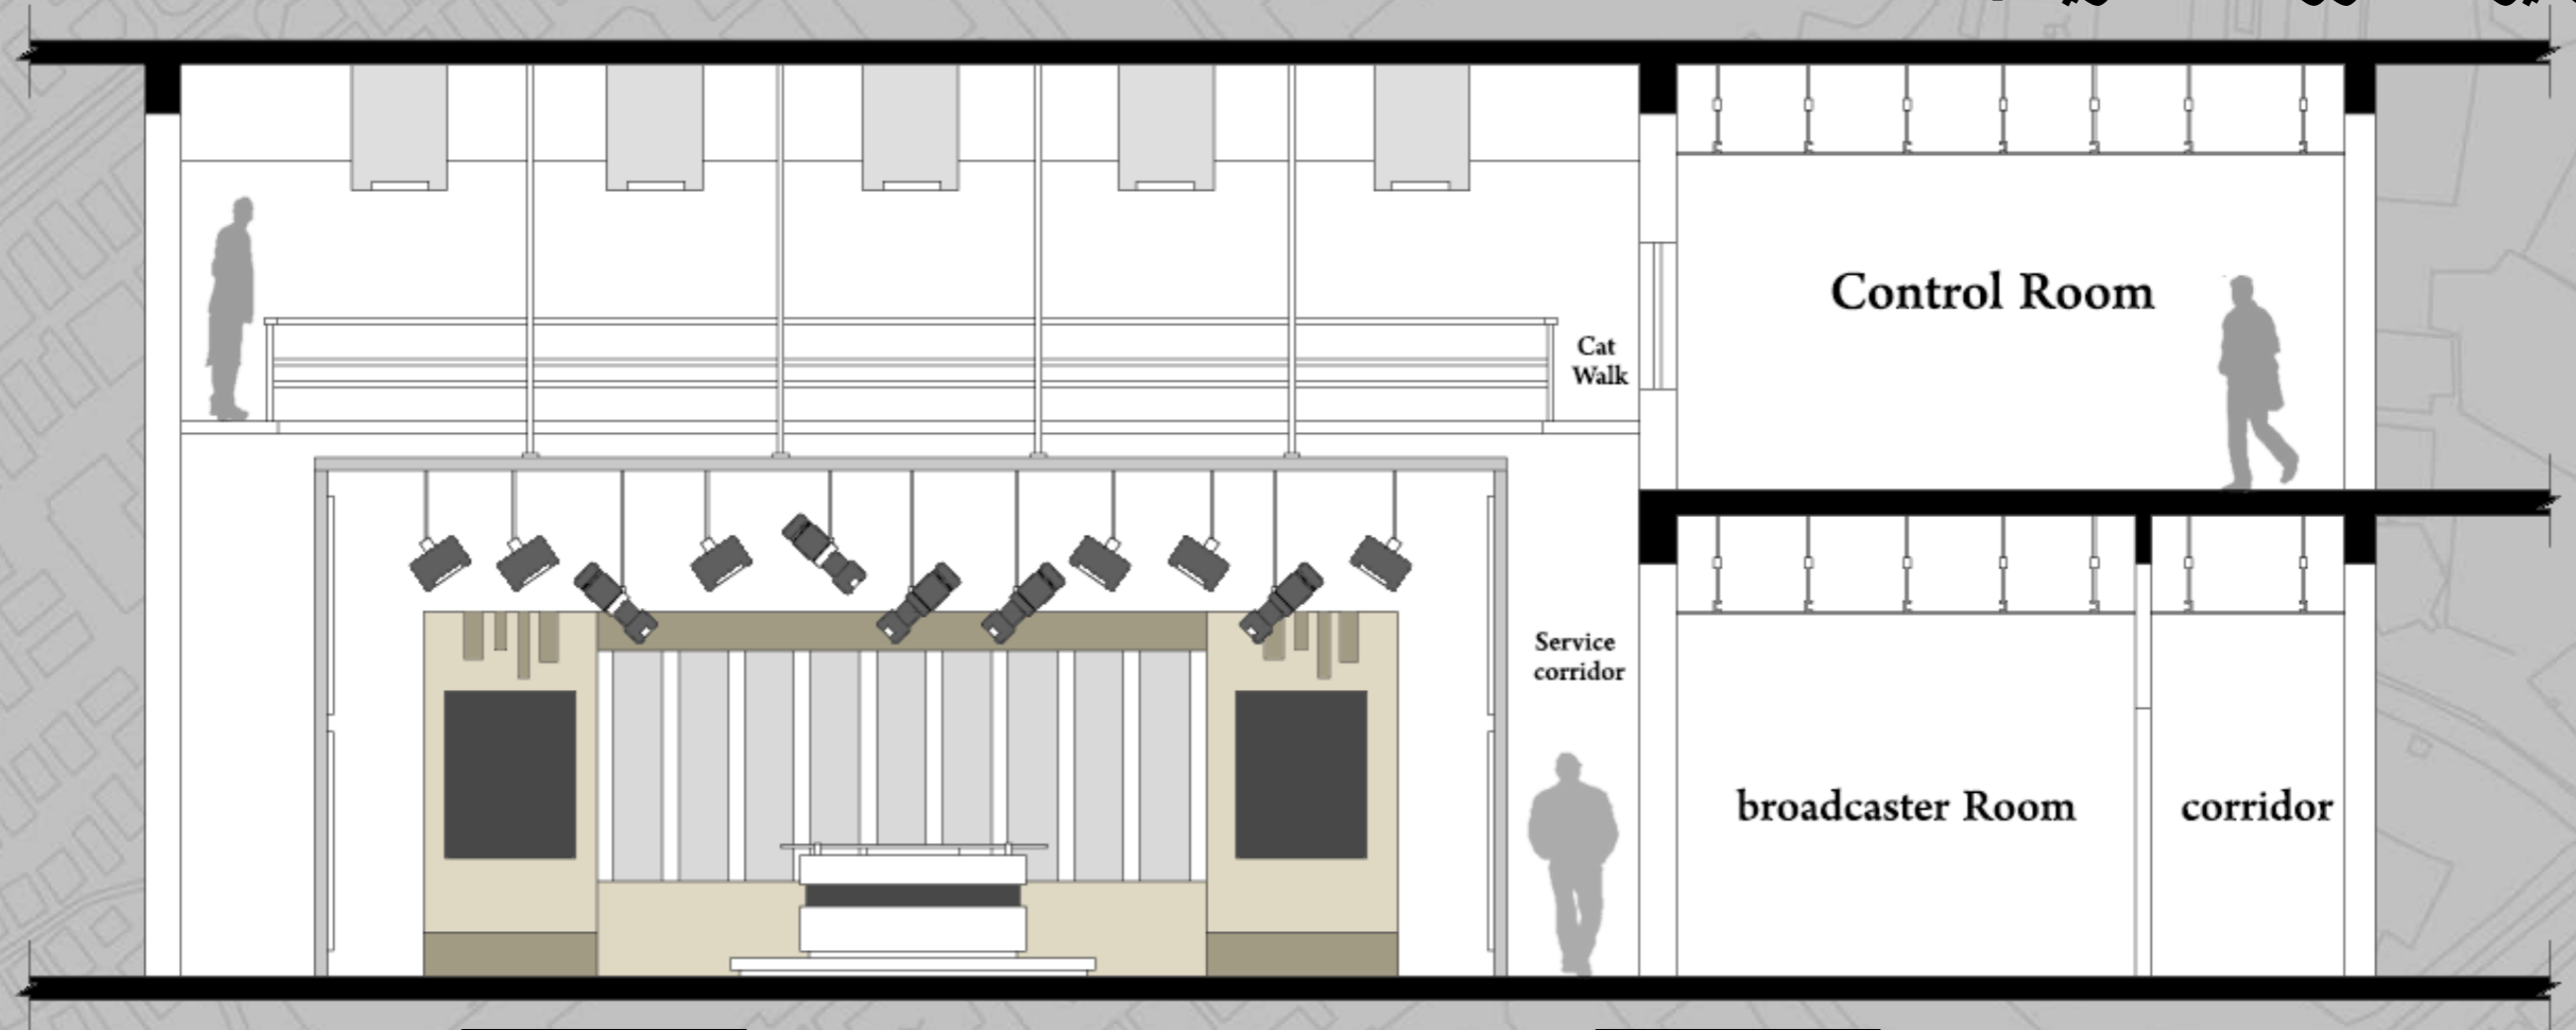 Control Room
Cat
Walk
Service
corridor
broadcaster Room
corridor